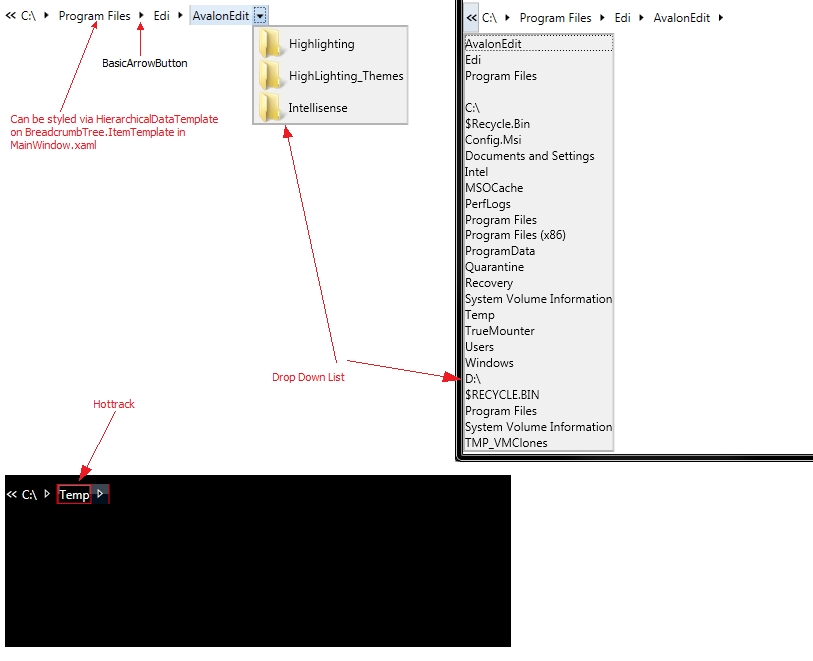 « C:\ Program Files Edi AvalonEdit
BasicArrowButton
Highlighting
HighLighting_Themes
Intellisense
Can be styled via HierarchicalDataTemplate
on BreadcrumbTree.ItemTemplate in
MainWindow.xaml
Drop Down List
« C:\ Program Files Edi AvalonEdit
AvalonEdit
Edi
Program Files
C:\
$Recycle.Bin
Config.Msi
Documents and Settings
Intel
MSOCache
PerfLogs
Program Files
Program Files (x86)
ProgramData
Quarantine
Recovery
System Volume Information
Temp
TrueMounter
Users
Windows
D:\
$RECYCLE.BIN
Program Files
System Volume Information
TMP_VMClones
Hottrack
« C:\ Temp